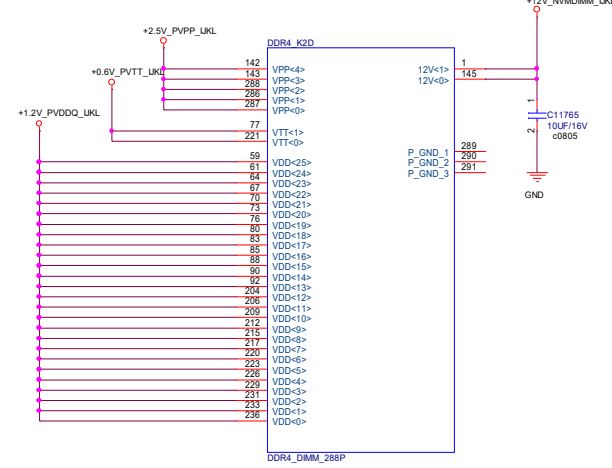 +12V_NVMDIMM_IJKL
+2.5V_PVPP_IJKL
DDR4_K2D
+0.6V_PVTT_IJKL
142 VPP<4> 12V<1> 1
143 VPP<3> 12V<0> 145
288 VPP<2>
286 VPP<1>
287 VPP<0>
+1.2V_PVDDQ_IJKL
1
C11765
10UF/16V
c0805
2
77 VTT<1>
221 VTT<0>
P_GND_1 289
59 VDD<25> P_GND_2 290
61 VDD<24> P_GND_3 291
64 VDD<23>
67 VDD<22>
GND
70 VDD<21>
73 VDD<20>
76 VDD<19>
80 VDD<18>
83 VDD<17>
85 VDD<16>
88 VDD<15>
90 VDD<14>
92 VDD<13>
204 VDD<12>
206 VDD<11>
209 VDD<10>
212 VDD<9>
215 VDD<8>
217 VDD<7>
220 VDD<6>
223 VDD<5>
226 VDD<4>
229 VDD<3>
231 VDD<2>
233 VDD<1>
236 VDD<0>
DDR4_DIMM_288P